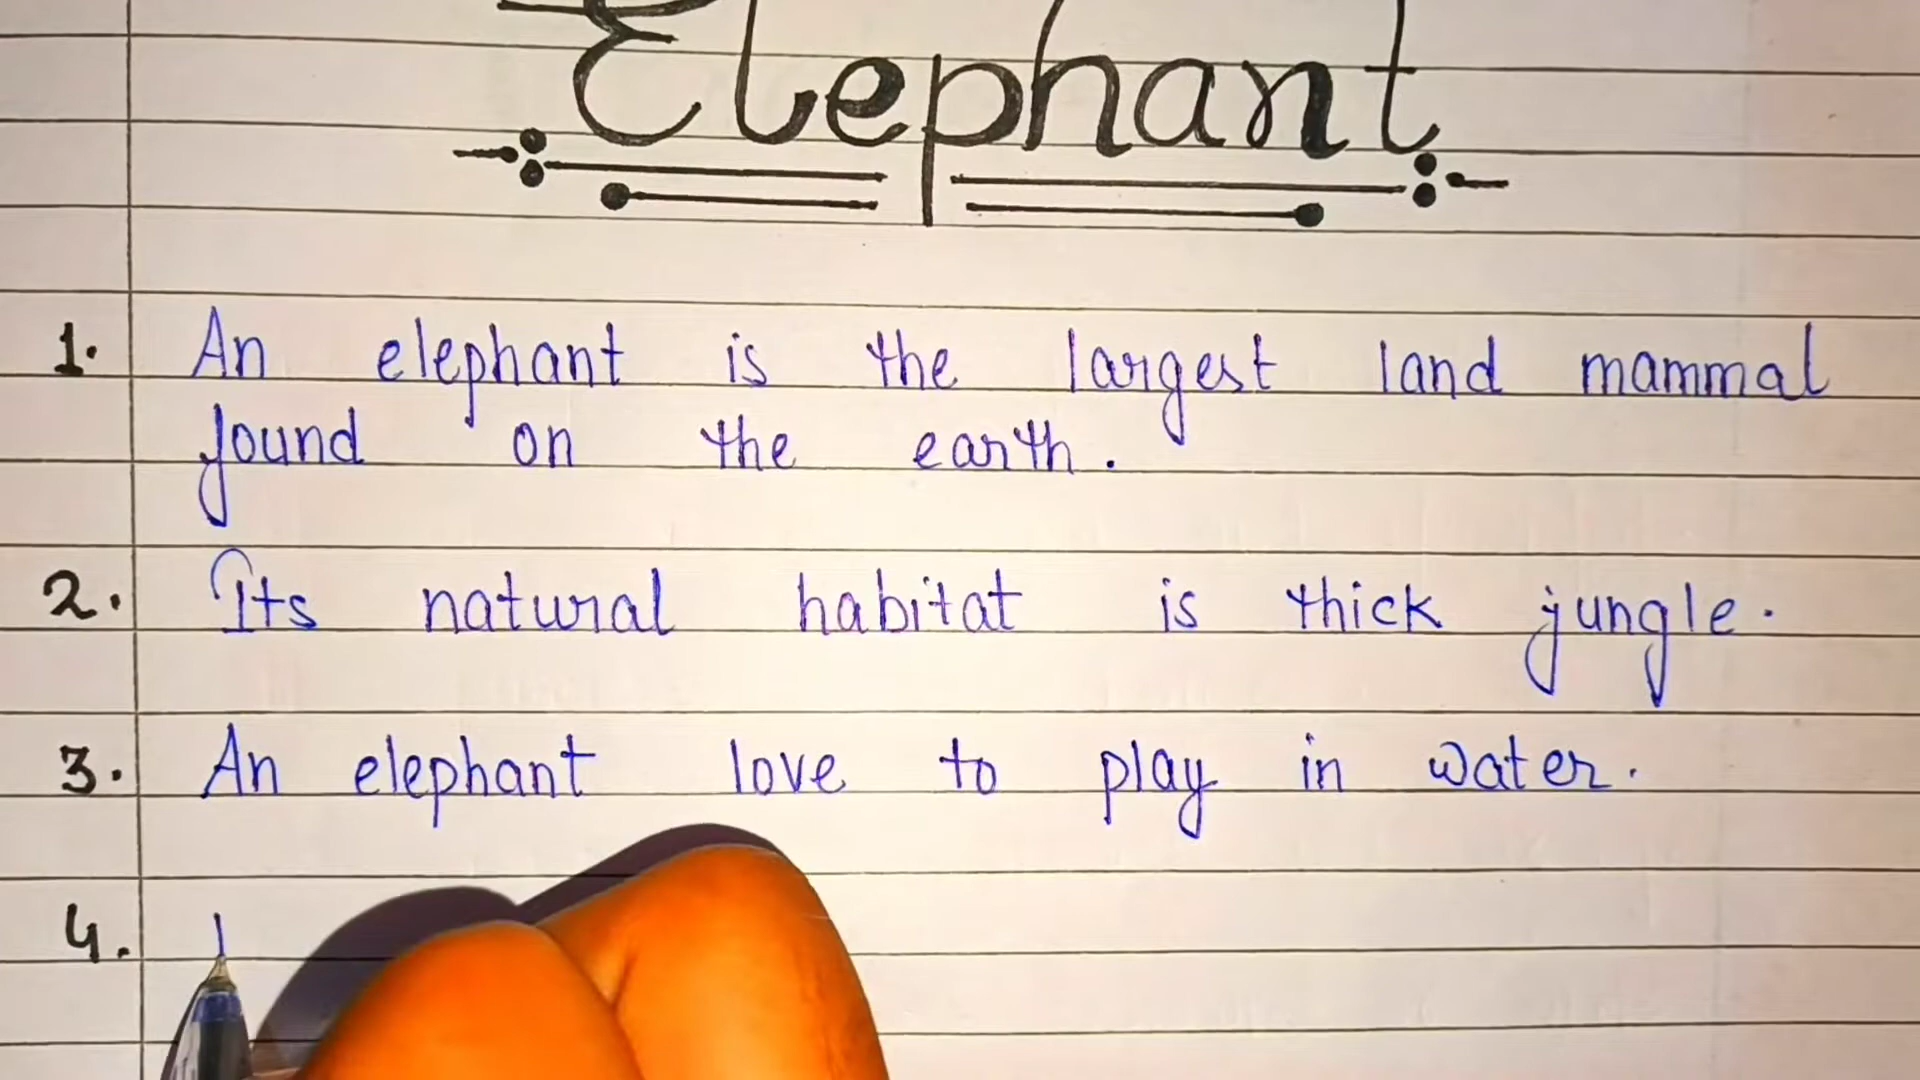 Elephant
1. An elephant is the largest land mammal
found on the earth.
2. Its natural habitat is thick jungle.
3. An elephant love to play in water.
4.